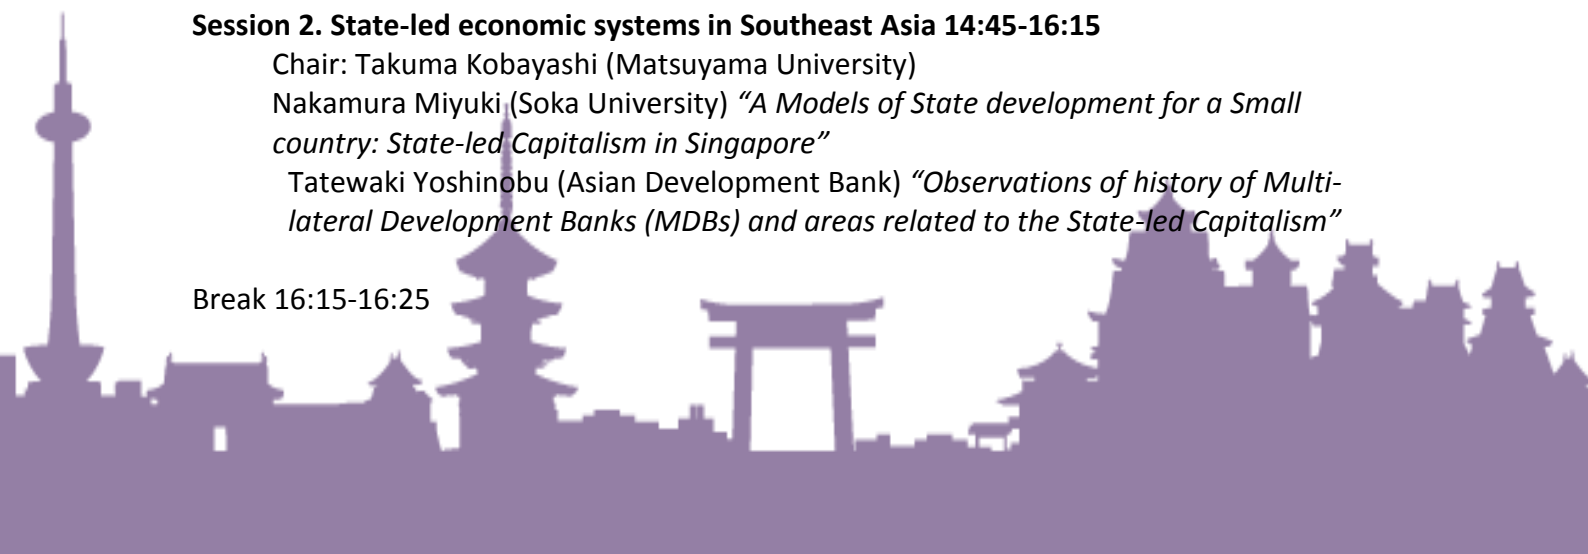 Session 2. State-led economic systems in Southeast Asia 14:45-16:15
Chair: Takuma Kobayashi (Matsuyama University)
Nakamura Miyuki (Soka University) “A Models of State development for a Small
country: State-led Capitalism in Singapore”
Tatewaki Yoshinobu (Asian Development Bank) “Observations of history of Multi-
lateral Development Banks (MDBs) and areas related to the State-led Capitalism”
Break 16:15-16:25